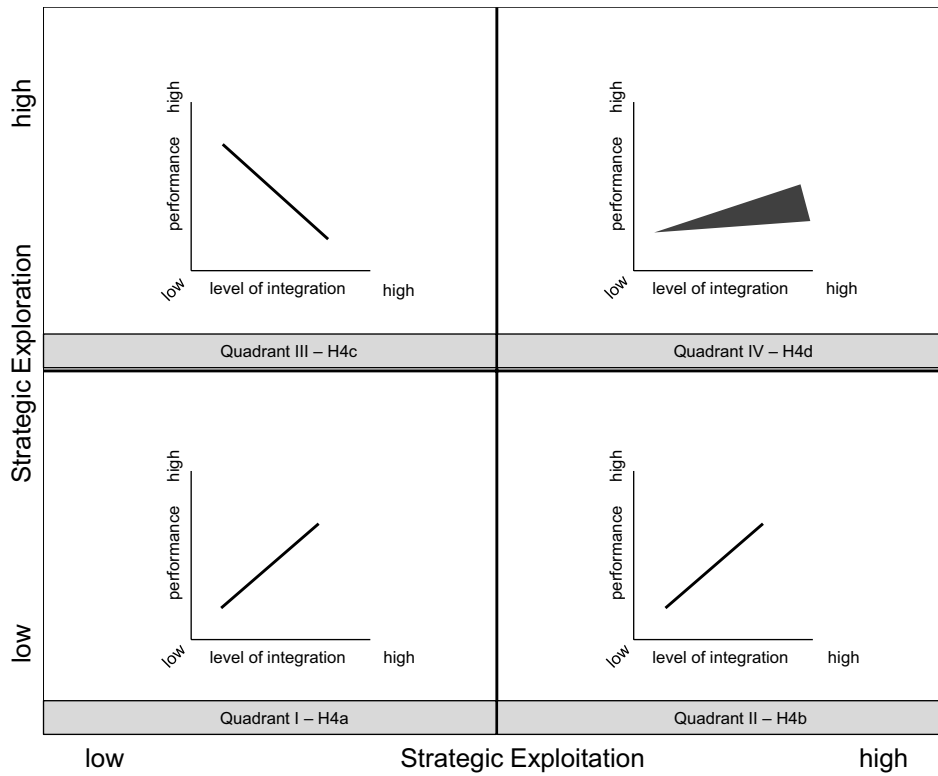 high
Strategic Exploration
low
high
performance
low
level of integration
high
Quadrant III – H4c
high
performance
low
level of integration
high
Quadrant IV – H4d
high
performance
low
level of integration
high
Quadrant I – H4a
high
performance
low
level of integration
high
Quadrant II – H4b
low
Strategic Exploitation
high